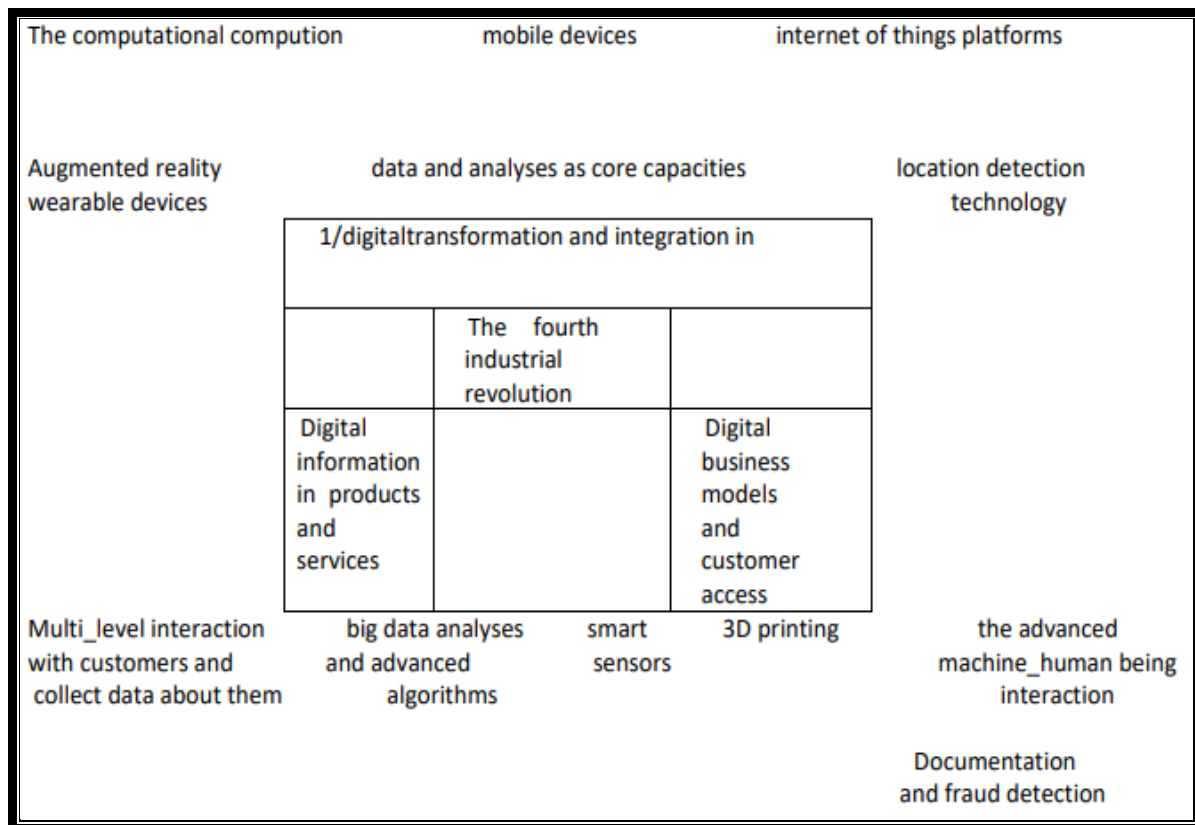 The computational compution mobile devices internet of things platforms
Augmented reality data and analyses as core capacities location detection
wearable devices technology
1/digitaltransformation and integration in
The fourth
industrial
revolution
Digital
information
in products
and
services
Digital
business
models
and
customer
access
Multi_level interaction
with customers and
collect data about them
big data analyses
and advanced
algorithms
smart
sensors
3D printing
the advanced
machine_human being
interaction
Documentation
and fraud detection